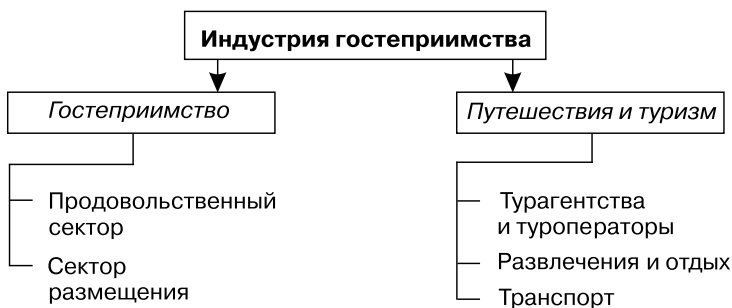 Индустрия гостеприимства
Гостеприимство
Продовольственный
сектор
Сектор
размещения
Путешествия и туризм
Турагентства
и туроператоры
Развлечения и отдых
Транспорт